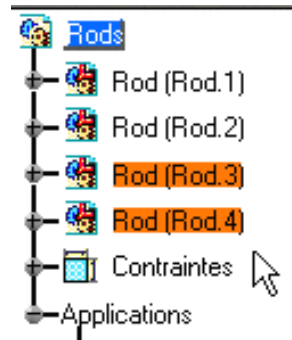 Rods
Rod (Rod.1)
Rod (Rod.2)
Rod (Rod.3)
Rod (Rod.4)
Contraintes
Applications